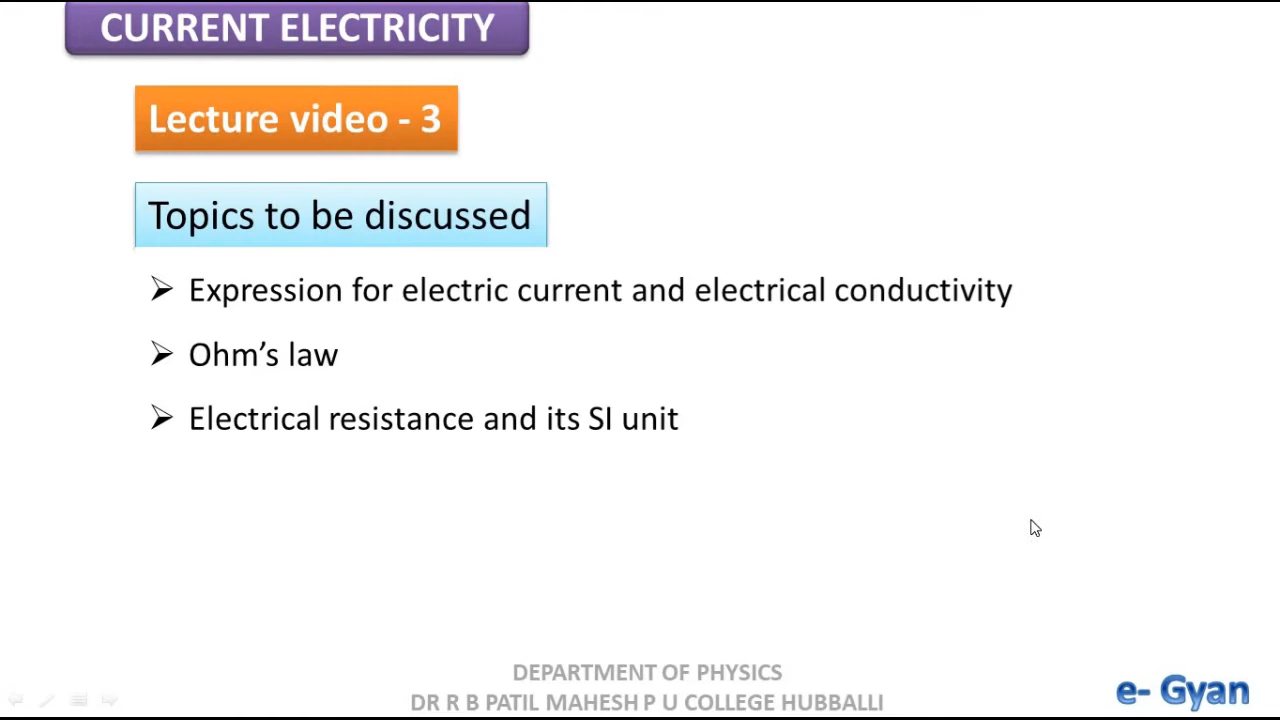 CURRENT ELECTRICITY
Lecture video - 3
Topics to be discussed
➢ Expression for electric current and electrical conductivity
➢ Ohm’s law
➢ Electrical resistance and its SI unit
DEPARTMENT OF PHYSICS
DR R B PATIL MAHESH P U COLLEGE HUBBALLI
e- Gyan